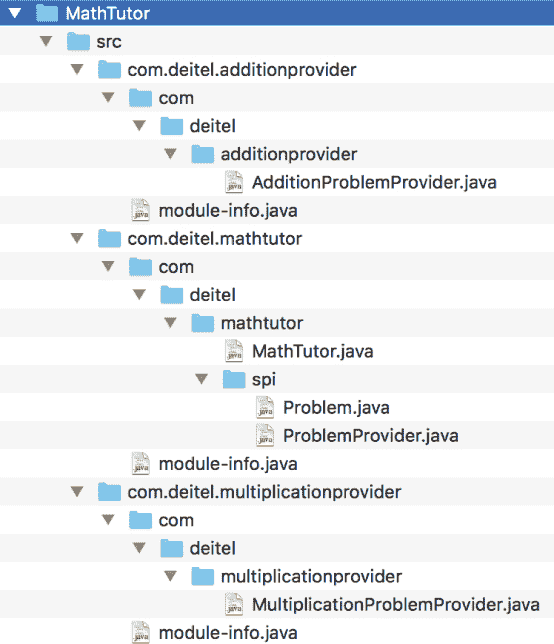 MathTutor
src
com.deitel.additionprovider
com
deitel
additionprovider
AdditionProblemProvider.java
module-info.java
com.deitel.mathtutor
com
deitel
mathtutor
MathTutor.java
spi
Problem.java
ProblemProvider.java
module-info.java
com.deitel.multiplicationprovider
com
deitel
multiplicationprovider
MultiplicationProblemProvider.java
module-info.java